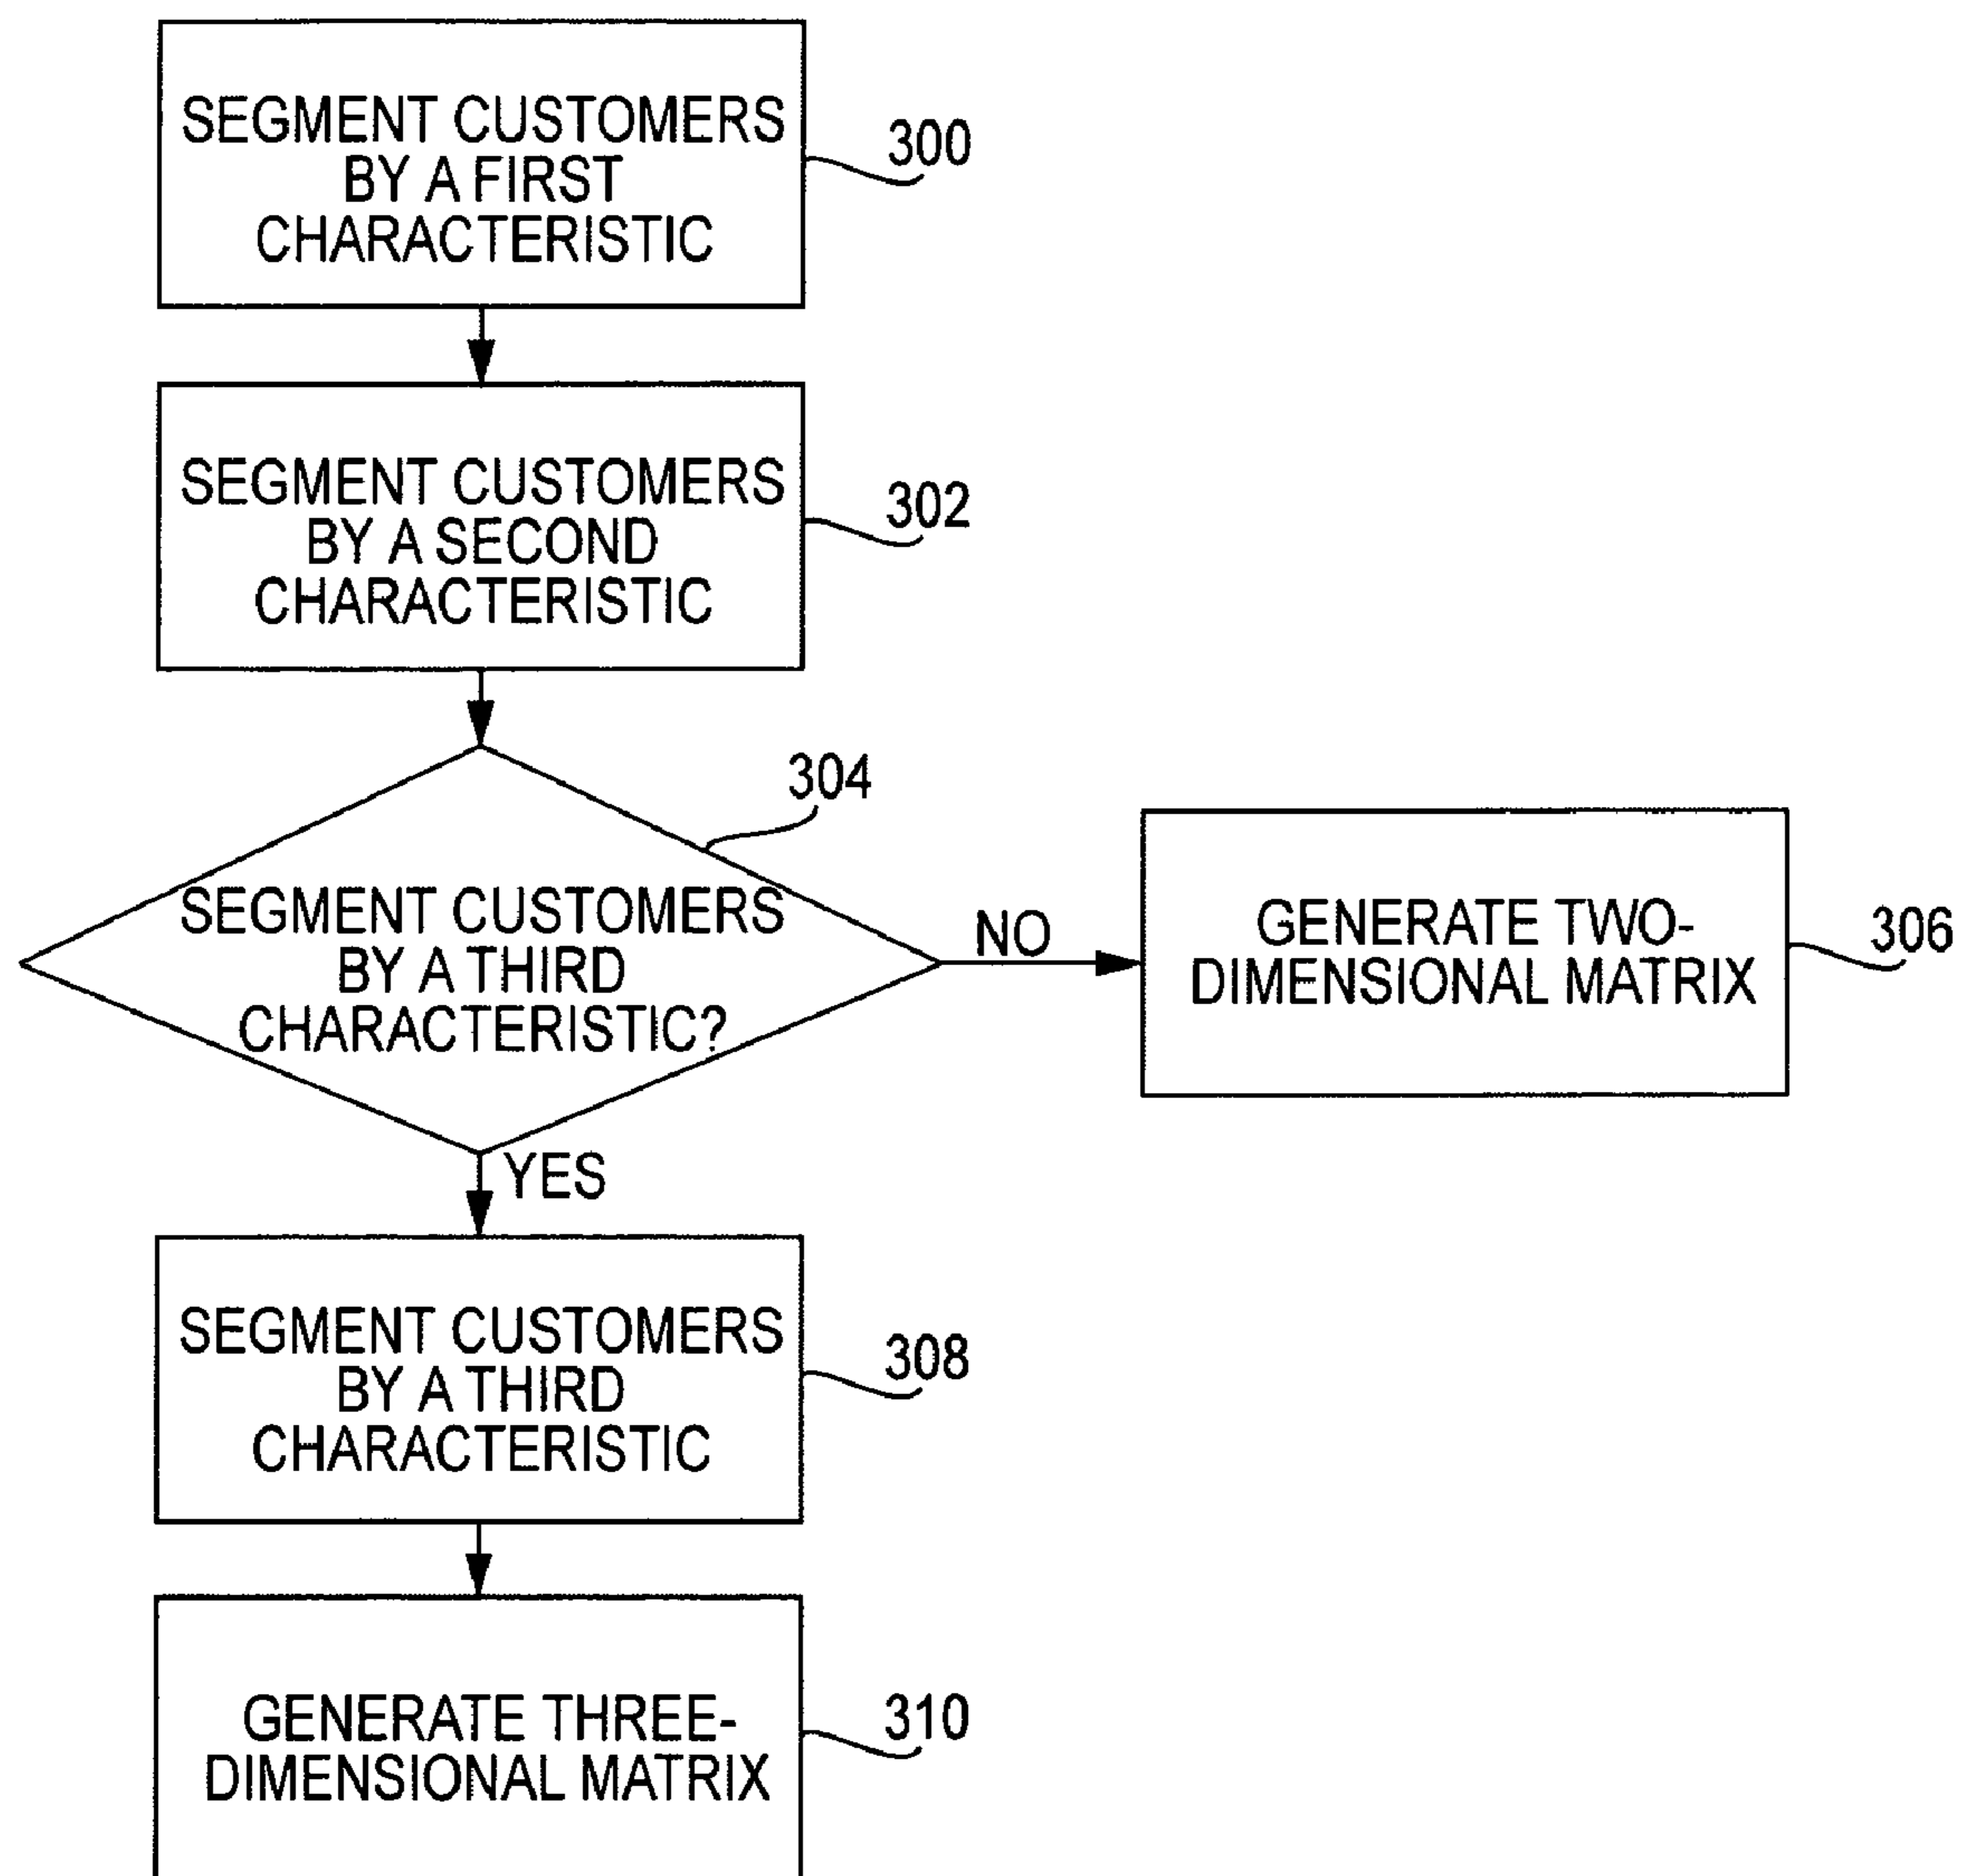 SEGMENT CUSTOMERS
BY A FIRST
CHARACTERISTIC
300
SEGMENT CUSTOMERS
BY A SECOND
CHARACTERISTIC
302
304
SEGMENT CUSTOMERS
BY A THIRD
CHARACTERISTIC?
NO
GENERATE TWO-
DIMENSIONAL MATRIX
306
YES
SEGMENT CUSTOMERS
BY A THIRD
CHARACTERISTIC
308
GENERATE THREE-
DIMENSIONAL MATRIX
310